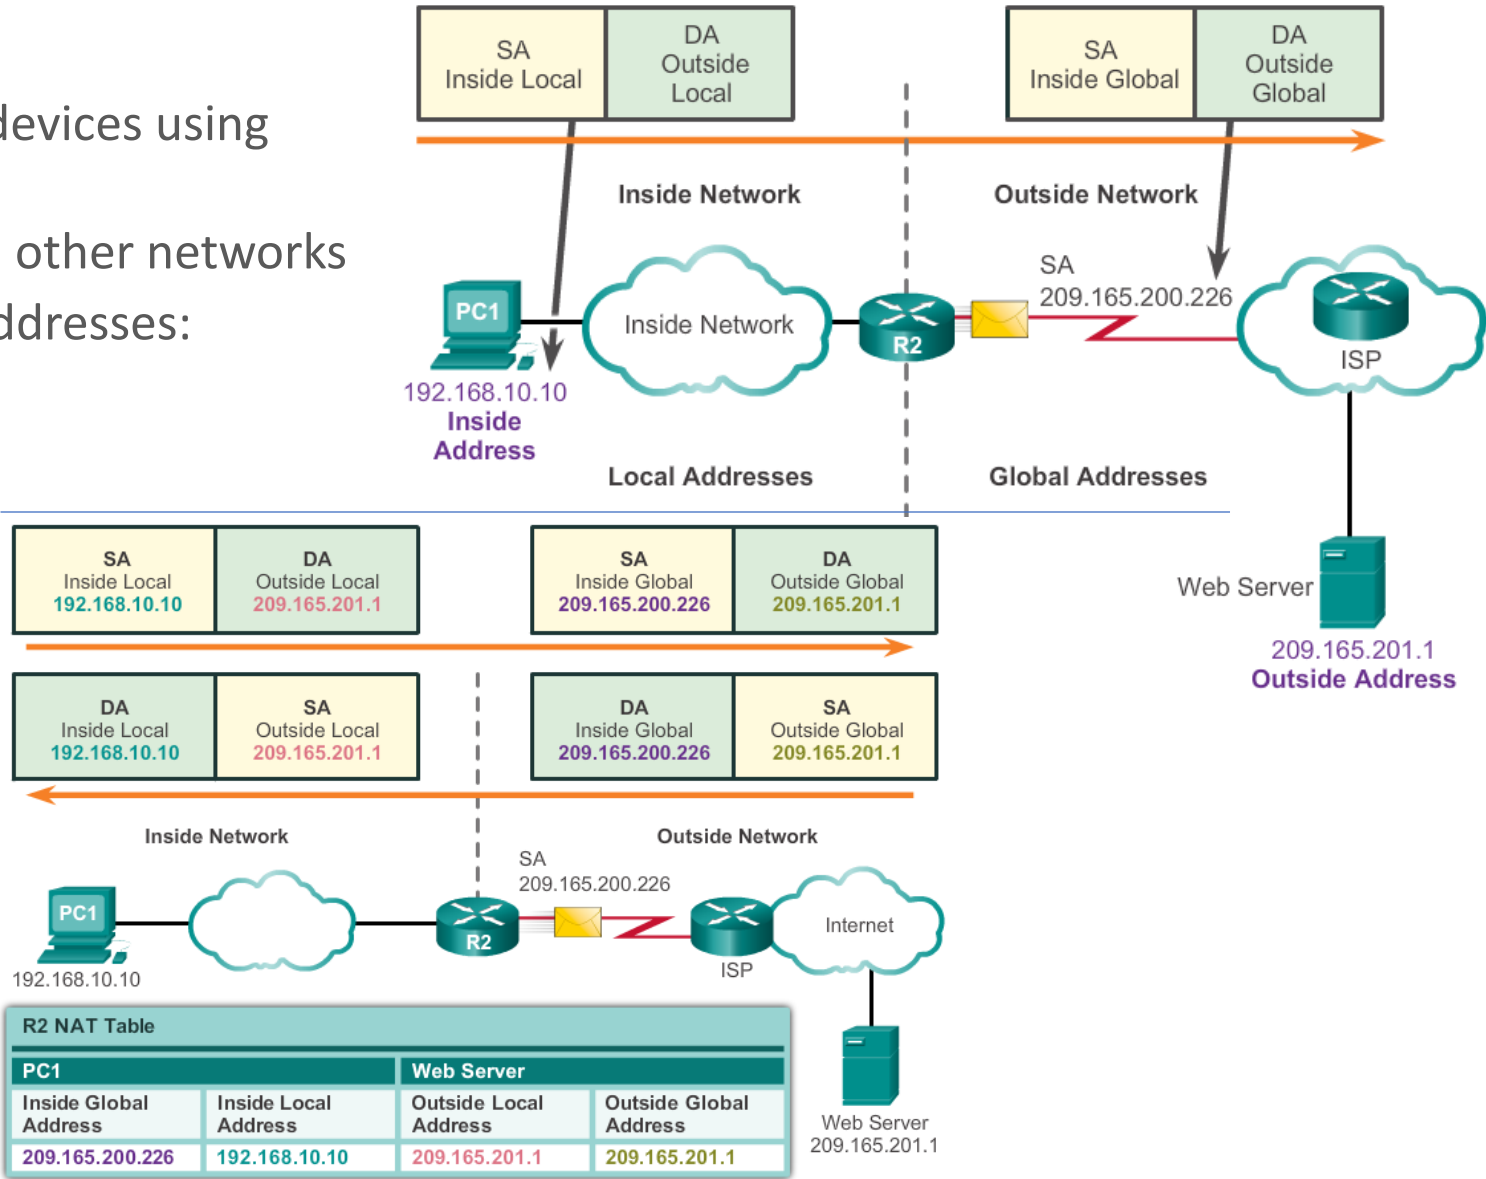 devices using
other networks
ddresses:
SA
Inside Local
DA
Outside
Local
SA
Inside Global
DA
Outside
Global
Inside Network
Outside Network
PC1
Inside Network
R2
SA
209.165.200.226
ISP
192.168.10.10
Inside
Address
Local Addresses
Global Addresses
Web Server
209.165.201.1
Outside Address
SA
Inside Local
192.168.10.10
DA
Outside Local
209.165.201.1
SA
Inside Global
209.165.200.226
DA
Outside Global
209.165.201.1
DA
Inside Local
192.168.10.10
SA
Outside Local
209.165.201.1
DA
Inside Global
209.165.200.226
SA
Outside Global
209.165.201.1
Inside Network
Outside Network
PC1
192.168.10.10
R2
SA
209.165.200.226
ISP
Internet
Web Server
209.165.201.1
R2 NAT Table
PC1
Web Server
Inside Global
Address
Inside Local
Address
Outside Local
Address
Outside Global
Address
209.165.200.226
192.168.10.10
209.165.201.1
209.165.201.1